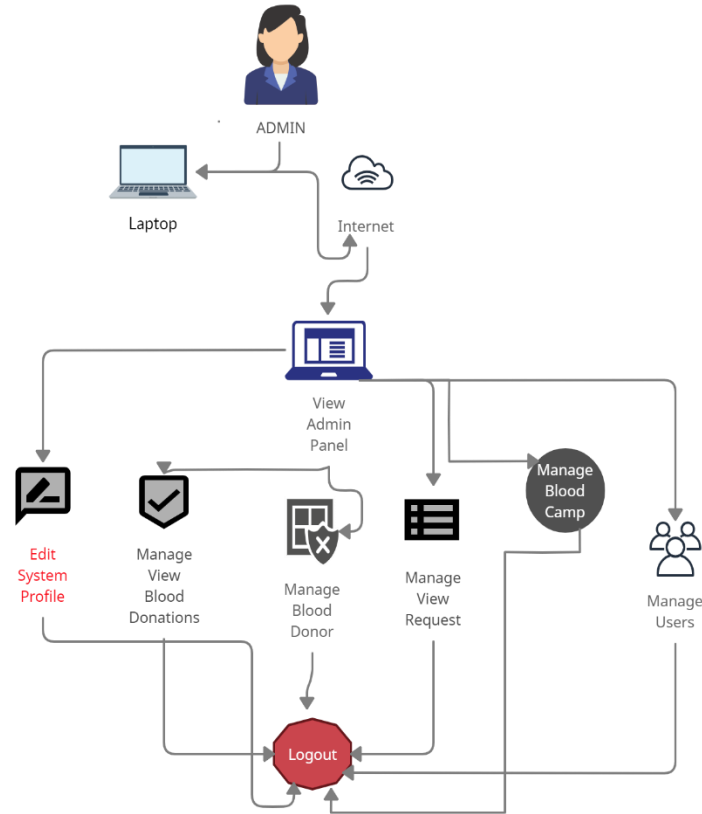 ADMIN
Laptop
Internet
View
Admin
Panel
Edit
System
Profile
Manage
View
Blood
Donations
Manage
Blood
Donor
Manage
View
Request
Manage
Blood
Camp
Manage
Users
Logout